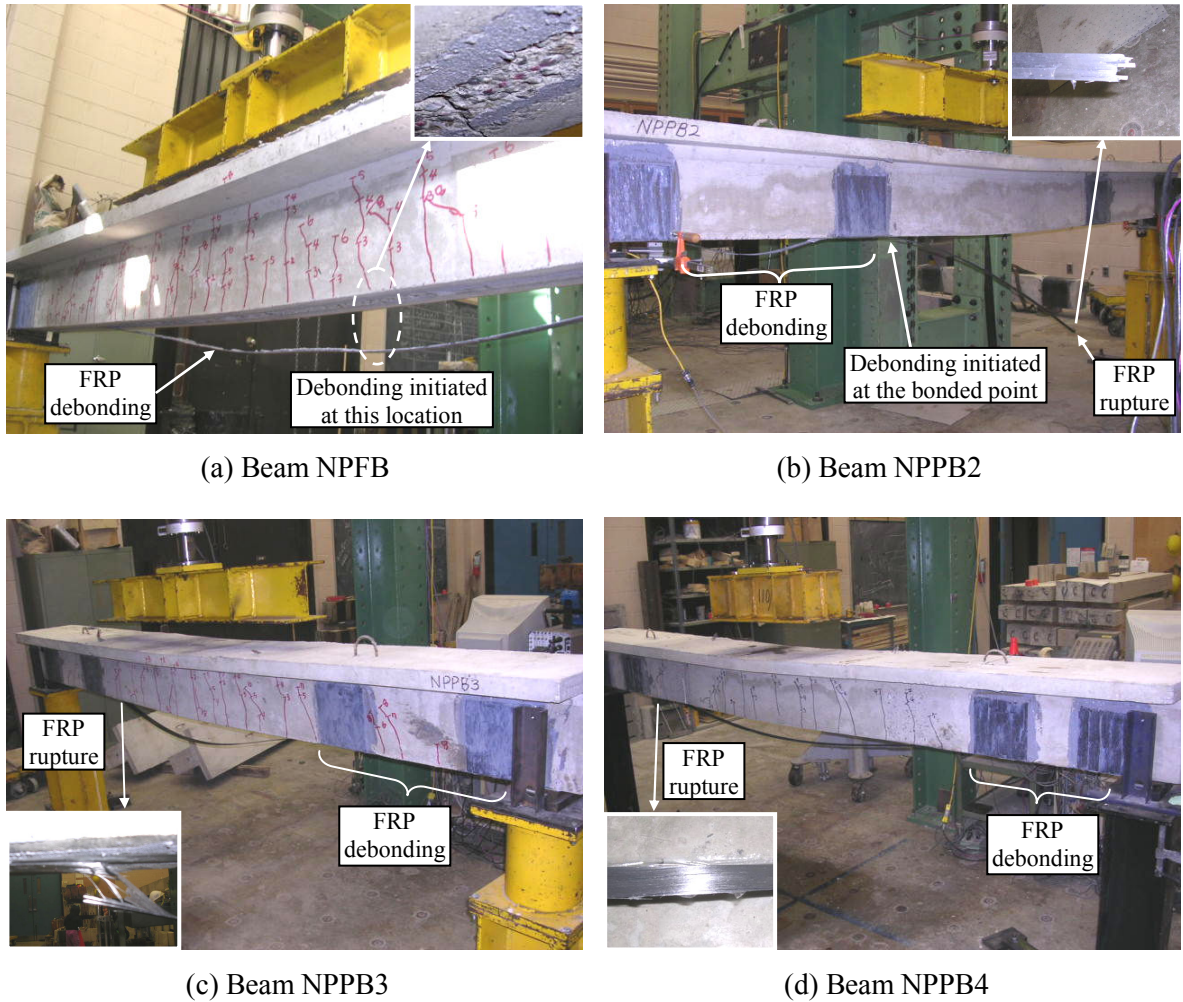 FRP
debonding
Debonding initiated
at this location
(a) Beam NPFB
NPPB2
FRP
debonding
Debonding initiated
at the bonded point
FRP
rupture
(b) Beam NPPB2
NPPB3
FRP
rupture
FRP
debonding
(c) Beam NPPB3
110
FRP
rupture
FRP
debonding
(d) Beam NPPB4